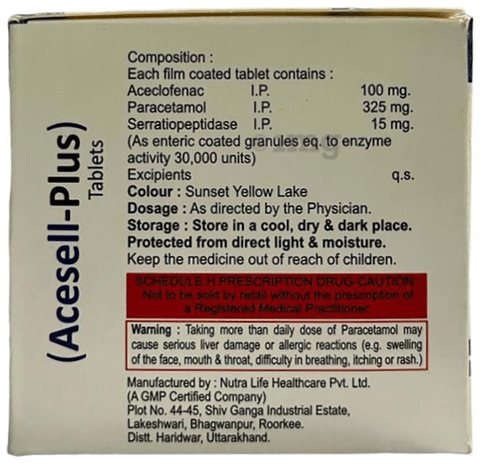 (Acesell-Plus)
Tablets
Composition :
Each film coated tablet contains :
Aceclofenac I.P. 100 mg.
Paracetamol I.P. 325 mg.
Serratiopeptidase I.P. 15 mg.
(As enteric coated granules eq. to enzyme
activity 30,000 units)
Excipients q.s.
Colour : Sunset Yellow Lake
Dosage : As directed by the Physician.
Storage : Store in a cool, dry & dark place.
Protected from direct light & moisture.
Keep the medicine out of reach of children.
SCHEDULE H PRESCRIPTION DRUG-CAUTION
Not to be sold by retail without the prescription of
a Registered Medical Practitioner
Warning : Taking more than daily dose of Paracetamol may
cause serious liver damage or allergic reactions (e.g. swelling
of the face, mouth & throat, difficulty in breathing, itching or rash.)
Manufactured by : Nutra Life Healthcare Pvt. Ltd.
(A GMP Certified Company)
Plot No. 44-45, Shiv Ganga Industrial Estate,
Lakeshwari, Bhagwanpur, Roorkee.
Distt. Haridwar, Uttarakhand.